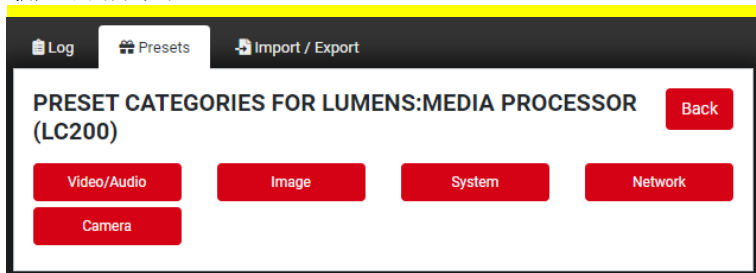 Log
Presets
Import / Export
PRESET CATEGORIES FOR LUMENS:MEDIA PROCESSOR
(LC200)
Back
Video/Audio
Image
System
Network
Camera